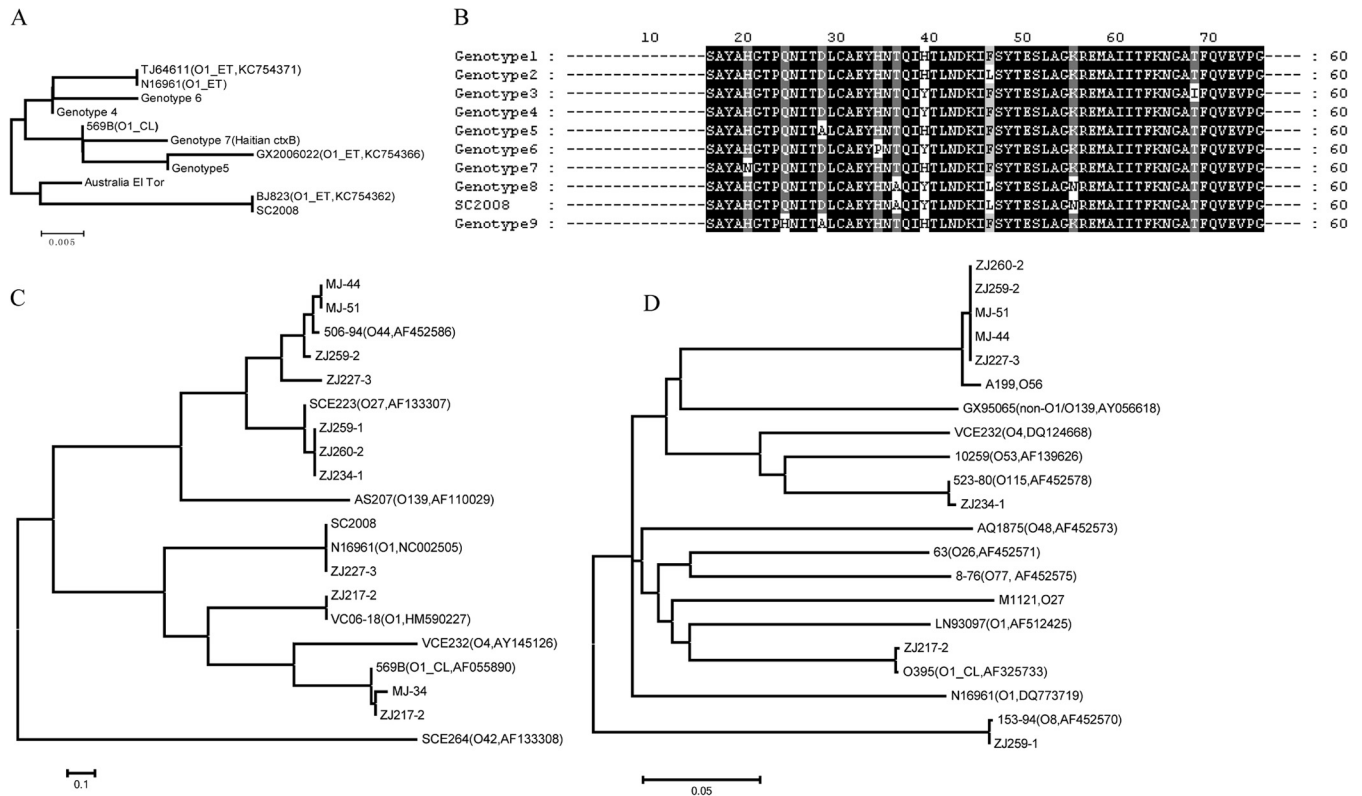 A
TJ64611(O1_ET,KC754371)
N16961(O1_ET)
Genotype 6
Genotype 4
569B(O1_CL)
Genotype 7(Haitian ctxB)
GX2006022(O1_ET,KC754366)
Genotype5
Australia El Tor
BJ823(O1_ET,KC754362)
SC2008
0.005
B
10 20 30 40 50 60 70
Genotype1 : ---------------SAYAHGTPQNITDLCAEYHNTQIHTLNDKIFSYTESLAGKREMAIITFKNGATFQVEVPG---- : 60
Genotype2 : ---------------SAYAHGTPQNITDLCAEYHNTQIHTLNDKILSYTESLAGKREMAIITFKNGATFQVEVPG---- : 60
Genotype3 : ---------------SAYAHGTPQNITDLCAEYHNTQIYTLNDKIFSYTESLAGKREMAIITFKNGAIFQVEVPG---- : 60
Genotype4 : ---------------SAYAHGTPQNITDLCAEYHNTQIYTLNDKIFSYTESLAGKREMAIITFKNGATFQVEVPG---- : 60
Genotype5 : ---------------SAYAHGTPQNITALCAEYHNTQIHTLNDKIFSYTESLAGKREMAIITFKNGATFQVEVPG---- : 60
Genotype6 : ---------------SAYAHGTPQNITDLCAEYPNTQIYTLNDKIFSYTESLAGKREMAIITFKNGATFQVEVPG---- : 60
Genotype7 : ---------------SAYANGTPQNITDLCAEYHNTQIHTLNDKIFSYTESLAGKREMAIITFKNGATFQVEVPG---- : 60
Genotype8 : ---------------SAYAHGTPQNITDLCAEYHNAQIYTLNDKILSYTESLAGNREMAIITFKNGATFQVEVPG---- : 60
SC2008 : ---------------SAYAHGTPQNITDLCAEYHNAQIYTLNDKILSYTESLAGNREMAIITFKNGATFQVEVPG---- : 60
Genotype9 : ---------------SAYAHGTPHNITALCAEYHNTQIHTLNDKILSYTESLAGKREMAIITFKNGATFQVEVPG---- : 60
C
MJ-44
MJ-51
506-94(O44,AF452586)
ZJ259-2
ZJ227-3
SCE223(O27,AF133307)
ZJ259-1
ZJ260-2
ZJ234-1
AS207(O139,AF110029)
SC2008
N16961(O1,NC002505)
ZJ227-3
ZJ217-2
VC06-18(O1,HM590227)
VCE232(O4,AY145126)
569B(O1_CL,AF055890)
MJ-34
ZJ217-2
SCE264(O42,AF133308)
0.1
D
ZJ260-2
ZJ259-2
MJ-51
MJ-44
ZJ227-3
A199,O56
GX95065(non-O1/O139,AY056618)
VCE232(O4,DQ124668)
10259(O53,AF139626)
523-80(O115,AF452578)
ZJ234-1
AQ1875(O48,AF452573)
63(O26,AF452571)
8-76(O77, AF452575)
M1121,O27
LN93097(O1,AF512425)
ZJ217-2
O395(O1_CL,AF325733)
N16961(O1,DQ773719)
153-94(O8,AF452570)
ZJ259-1
0.05